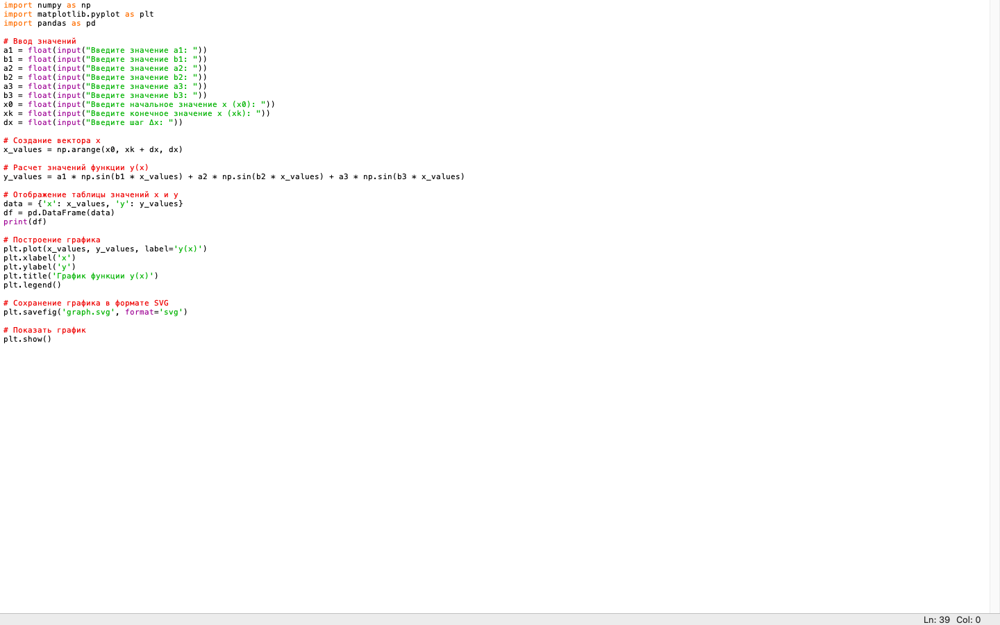 import numpy as np
import matplotlib.pyplot as plt
import pandas as pd
# Ввод значений
a1 = float(input("Введите значение a1: "))
b1 = float(input("Введите значение b1: "))
a2 = float(input("Введите значение a2: "))
b2 = float(input("Введите значение b2: "))
a3 = float(input("Введите значение a3: "))
b3 = float(input("Введите значение b3: "))
x0 = float(input("Введите начальное значение x (x0): "))
xk = float(input("Введите конечное значение x (xk): "))
dx = float(input("Введите шаг Δx: "))
# Создание вектора x
x_values = np.arange(x0, xk + dx, dx)
# Расчет значений функции y(x)
y_values = a1 * np.sin(b1 * x_values) + a2 * np.sin(b2 * x_values) + a3 * np.sin(b3 * x_values)
# Отображение таблицы значений x и y
data = {'x': x_values, 'y': y_values}
df = pd.DataFrame(data)
print(df)
# Построение графика
plt.plot(x_values, y_values, label='y(x)')
plt.xlabel('x')
plt.ylabel('y')
plt.title('График функции y(x)')
plt.legend()
# Сохранение графика в формате SVG
plt.savefig('graph.svg', format='svg')
# Показать график
plt.show()
Ln: 39 Col: 0